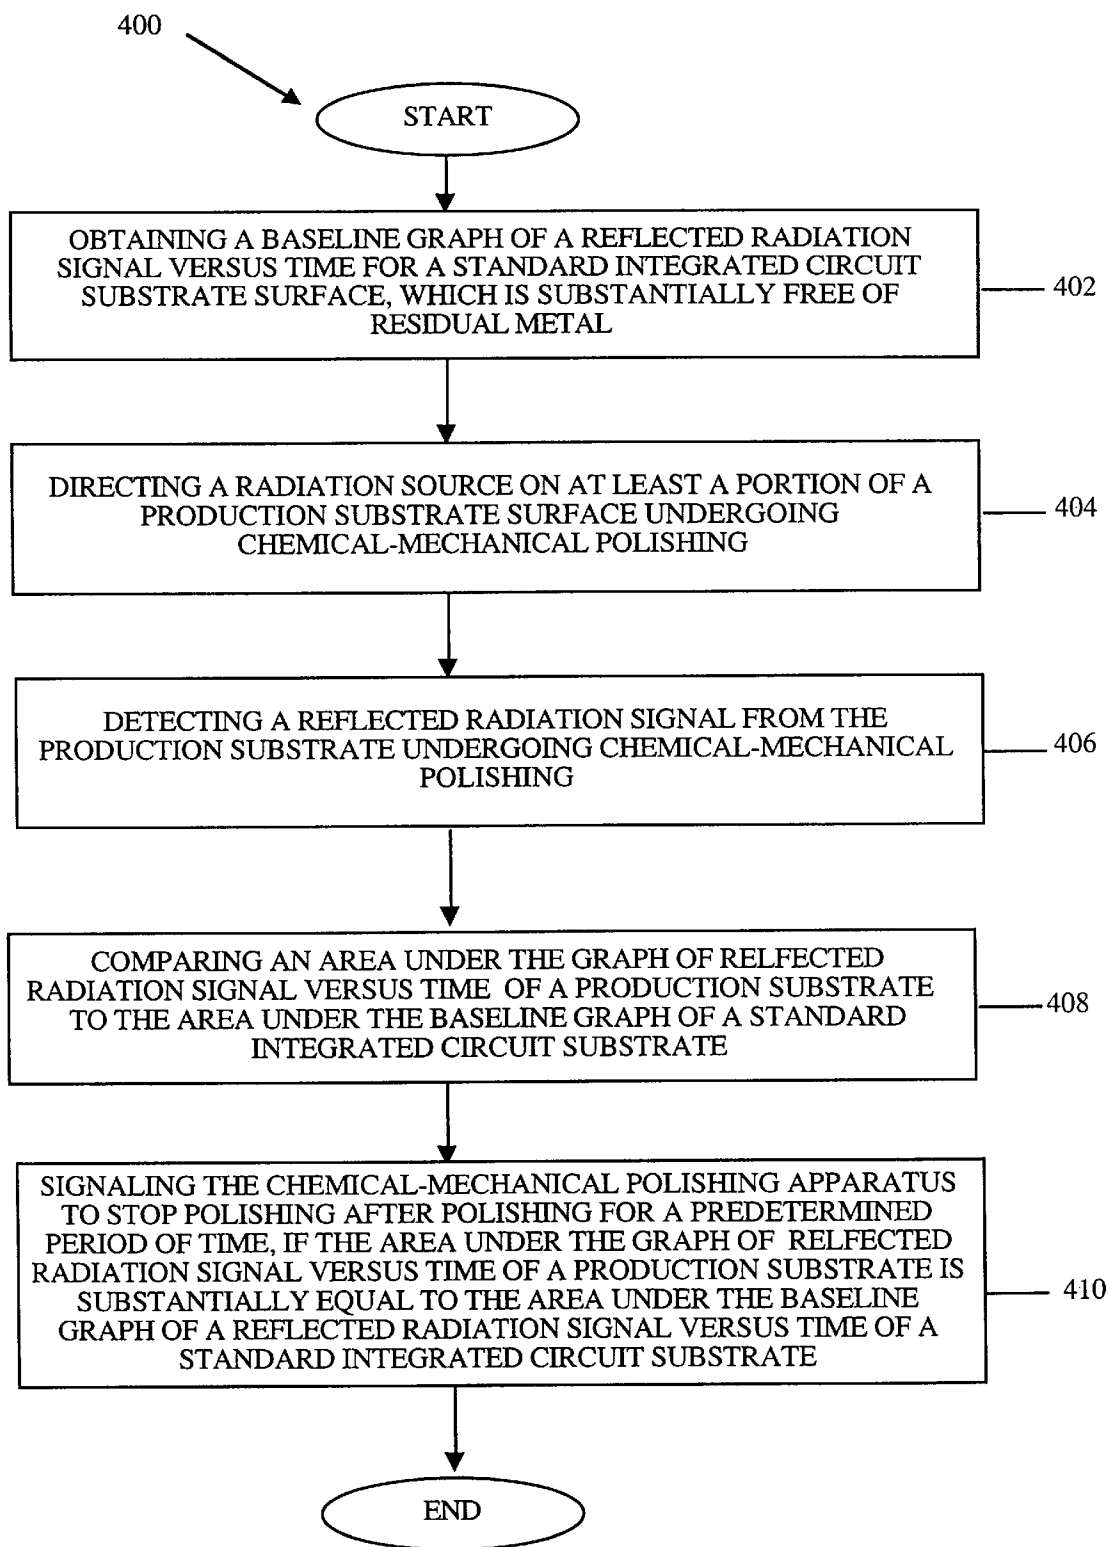 400
START
OBTAINING A BASELINE GRAPH OF A REFLECTED RADIATION
SIGNAL VERSUS TIME FOR A STANDARD INTEGRATED CIRCUIT
SUBSTRATE SURFACE, WHICH IS SUBSTANTIALLY FREE OF
RESIDUAL METAL
402
DIRECTING A RADIATION SOURCE ON AT LEAST A PORTION OF A
PRODUCTION SUBSTRATE SURFACE UNDERGOING
CHEMICAL-MECHANICAL POLISHING
404
DETECTING A REFLECTED RADIATION SIGNAL FROM THE
PRODUCTION SUBSTRATE UNDERGOING CHEMICAL-MECHANICAL
POLISHING
406
COMPARING AN AREA UNDER THE GRAPH OF RELFECTED
RADIATION SIGNAL VERSUS TIME OF A PRODUCTION SUBSTRATE
TO THE AREA UNDER THE BASELINE GRAPH OF A STANDARD
INTEGRATED CIRCUIT SUBSTRATE
408
SIGNALING THE CHEMICAL-MECHANICAL POLISHING APPARATUS
TO STOP POLISHING AFTER POLISHING FOR A PREDETERMINED
PERIOD OF TIME, IF THE AREA UNDER THE GRAPH OF RELFECTED
RADIATION SIGNAL VERSUS TIME OF A PRODUCTION SUBSTRATE IS
SUBSTANTIALLY EQUAL TO THE AREA UNDER THE BASELINE
GRAPH OF A REFLECTED RADIATION SIGNAL VERSUS TIME OF A
STANDARD INTEGRATED CIRCUIT SUBSTRATE
410
END